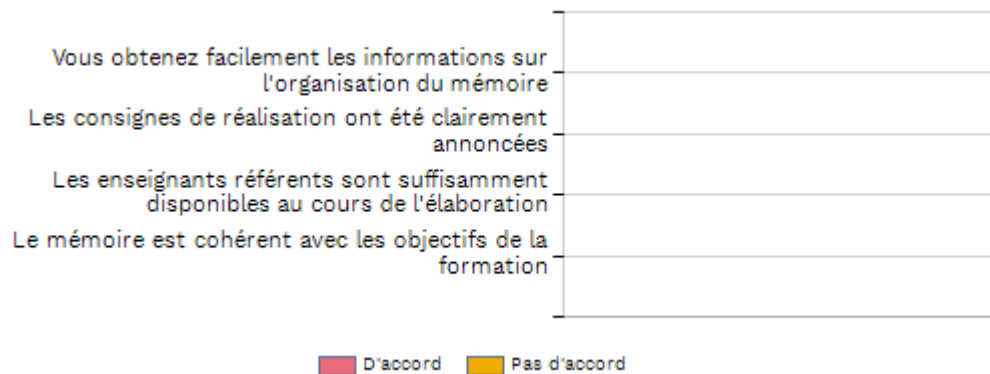 Vous obtenez facilement les informations sur
l'organisation du mémoire
Les consignes de réalisation ont été clairement
annoncées
Les enseignants référents sont suffisamment
disponibles au cours de l'élaboration
Le mémoire est cohérent avec les objectifs de la
formation
D'accord Pas d'accord